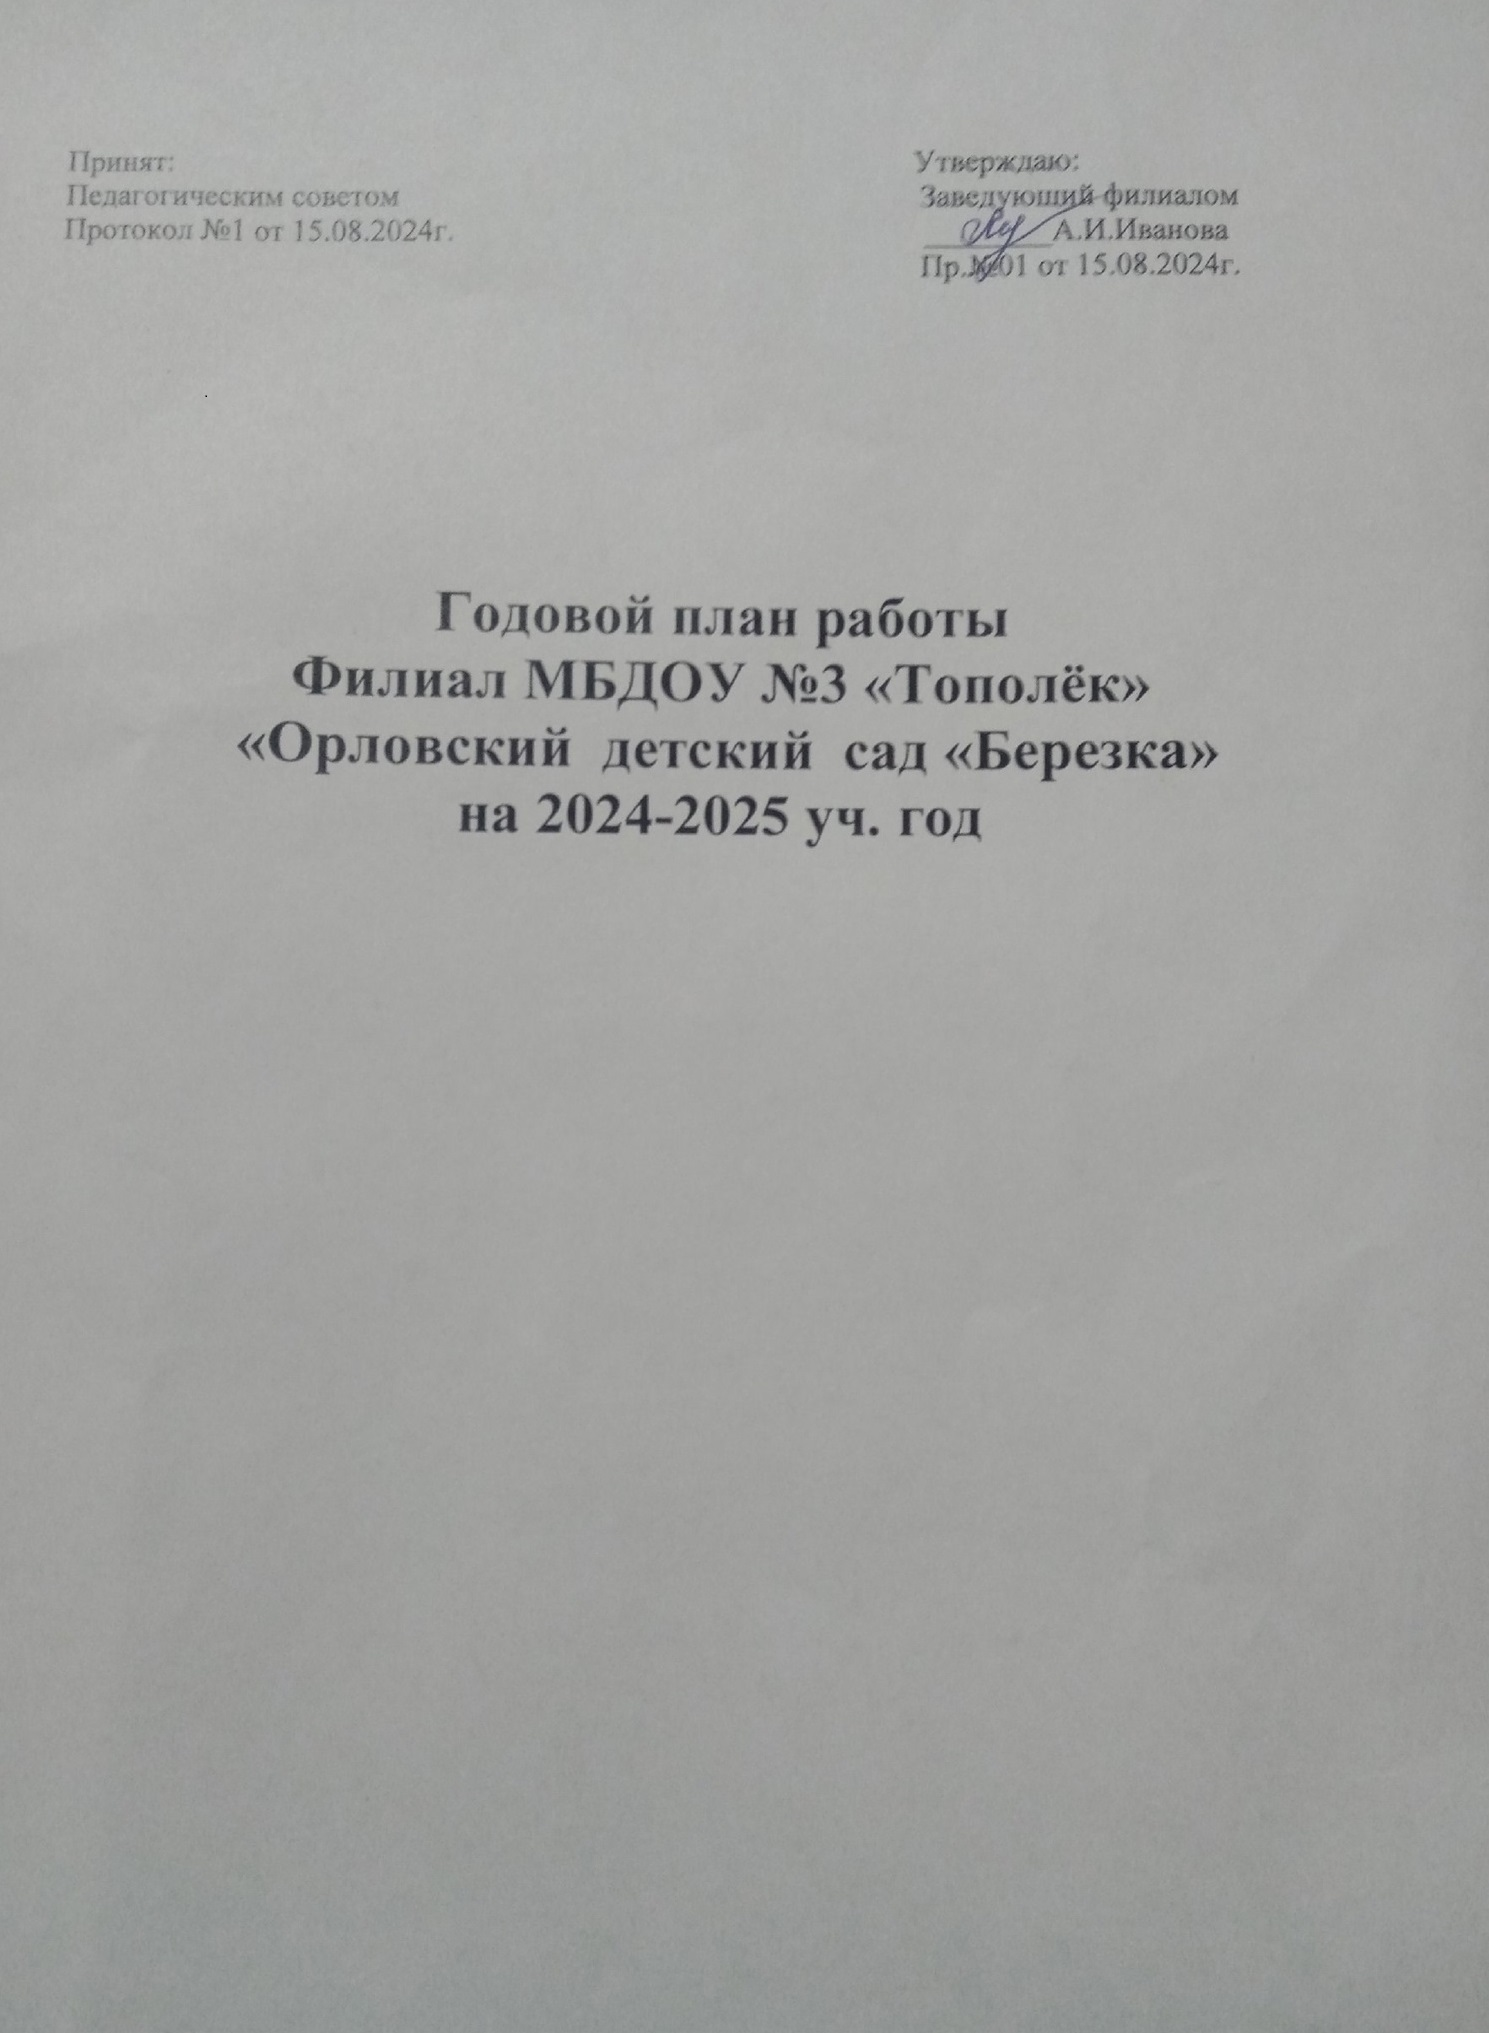 Принят:
Педагогическим советом
Протокол №1 от 15.08.2024г.
Утверждаю:
Заведующий филиалом
А.И.Иванова
Пр.№01 от 15.08.2024г.
Годовой план работы
Филиал МБДОУ №3 «Тополёк»
«Орловский детский сад «Березка»
на 2024-2025 уч. год